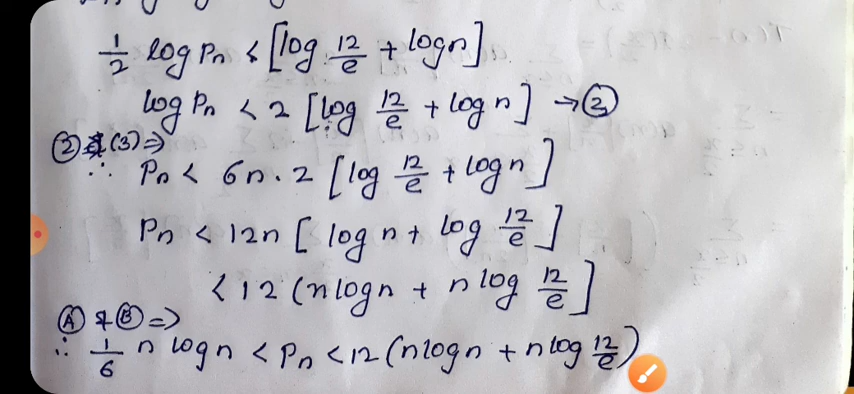 1/2 log Pn < [log 12/e + log n]
log Pn < 2 [log 12/e + log n] → ③
② & (3) ⇒
∴ Pn < 6n · 2 [log 12/e + log n]
Pn < 12n [ log n + log 12/e ]
< 12 (n log n + n log 12/e ]
Ⓐ & Ⓑ ⇒
∴ 1/6 n log n < Pn < 12 (n log n + n log 12/e)